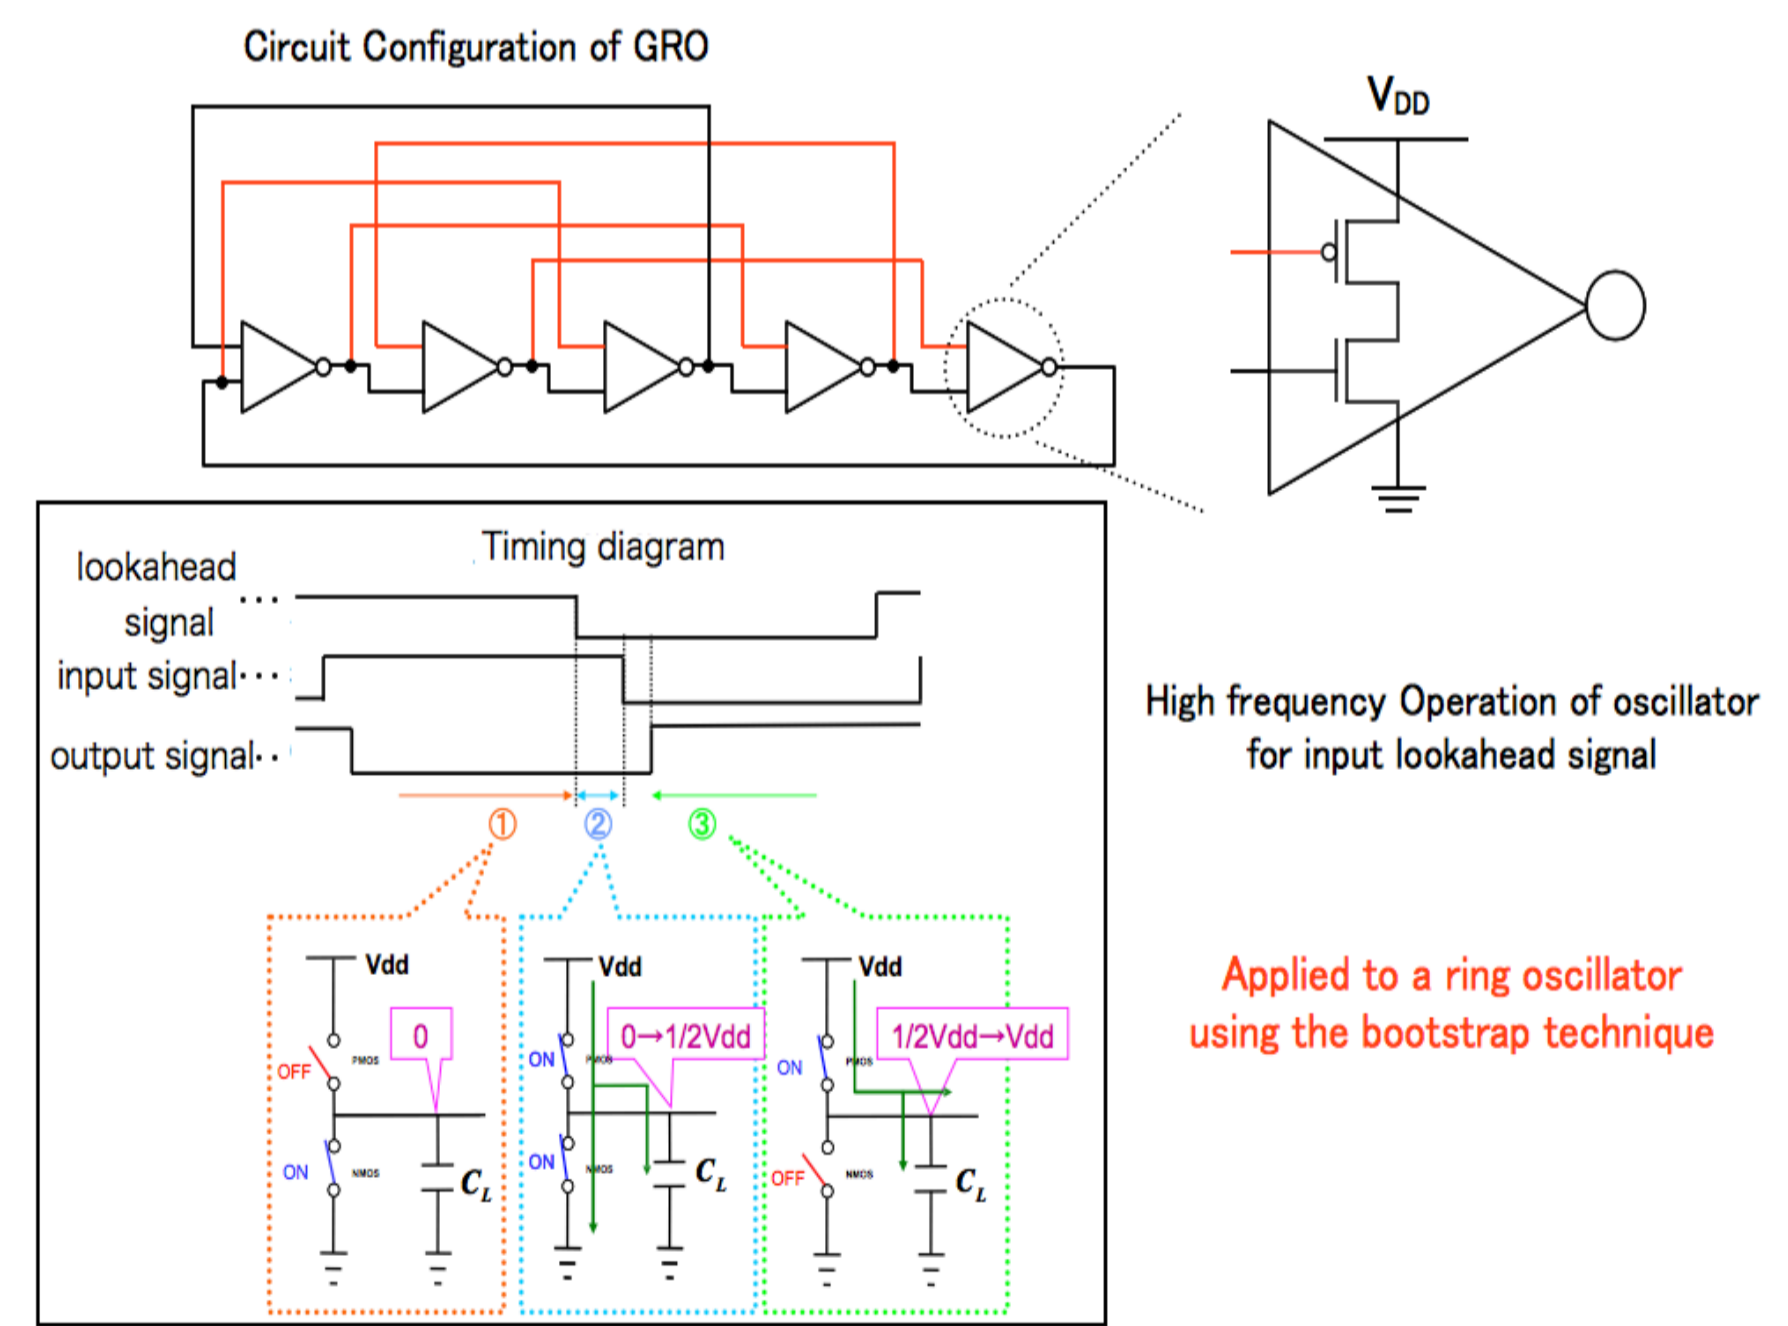 Circuit Configuration of GRO
VDD
Timing diagram
lookahead
signal
input signal
output signal
① ② ③
High frequency Operation of oscillator
for input lookahead signal
Applied to a ring oscillator
using the bootstrap technique
Vdd
0
OFF
PMOS
ON
NMOS
CL
Vdd
0→1/2Vdd
ON
PMOS
ON
NMOS
CL
Vdd
1/2Vdd→Vdd
ON
PMOS
OFF
NMOS
CL